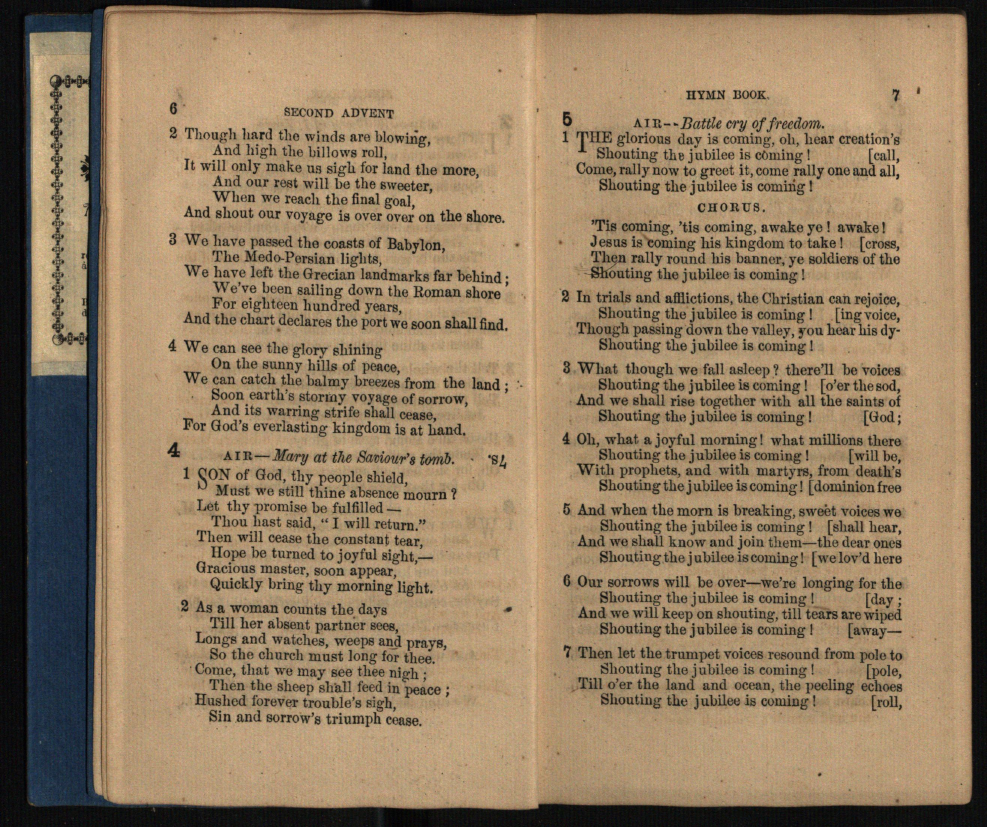 6
SECOND ADVENT
2 Though hard the winds are blowing,
And high the billows roll,
It will only make us sigh for land the more,
And our rest will be the sweeter,
When we reach the final goal,
And shout our voyage is over over on the shore.
3 We have passed the coasts of Babylon,
The Medo-Persian lights,
We have left the Grecian landmarks far behind;
We've been sailing down the Roman shore
For eighteen hundred years,
And the chart declares the port we soon shall find.
4 We can see the glory shining
On the sunny hills of peace,
We can catch the balmy breezes from the land;
Soon earth's stormy voyage of sorrow,
And its warring strife shall cease,
For God's everlasting kingdom is at hand.
4
AIR—Mary at the Saviour's tomb. 's7
1 SON of God, thy people shield,
Must we still thine absence mourn?
Let thy promise be fulfilled—
Thou hast said, "I will return."
Then will cease the constant tear,
Hope be turned to joyful sight,—
Gracious master, soon appear,
Quickly bring thy morning light.
2 As a woman counts the days
Till her absent partner sees,
Longs and watches, weeps and prays,
So the church must long for thee.
Come, that we may see thee nigh;
Then the sheep shall feed in peace;
Hushed forever trouble's sigh,
Sin and sorrow's triumph cease.
HYMN BOOK. 7
5
AIR--Battle cry of freedom.
1 THE glorious day is coming, oh, hear creation's
Shouting the jubilee is coming! [call,
Come, rally now to greet it, come rally one and all,
Shouting the jubilee is coming!
CHORUS.
'Tis coming, 'tis coming, awake ye! awake!
Jesus is coming his kingdom to take! [cross,
Then rally round his banner, ye soldiers of the
Shouting the jubilee is coming!
2 In trials and afflictions, the Christian can rejoice,
Shouting the jubilee is coming! [ing voice,
Though passing down the valley, you hear his dy-
Shouting the jubilee is coming!
3 What though we fall asleep? there'll be voices
Shouting the jubilee is coming! [o'er the sod,
And we shall rise together with all the saints of
Shouting the jubilee is coming! [God;
4 Oh, what a joyful morning! what millions there
Shouting the jubilee is coming! [will be,
With prophets, and with martyrs, from death's
Shouting the jubilee is coming! [dominion free
5 And when the morn is breaking, sweet voices we
Shouting the jubilee is coming! [shall hear,
And we shall know and join them—the dear ones
Shouting the jubilee is coming! [we lov'd here
6 Our sorrows will be over—we're longing for the
Shouting the jubilee is coming! [day;
And we will keep on shouting, till tears are wiped
Shouting the jubilee is coming! [away—
7 Then let the trumpet voices resound from pole to
Shouting the jubilee is coming! [pole,
Till o'er the land and ocean, the peeling echoes
Shouting the jubilee is coming! [roll,